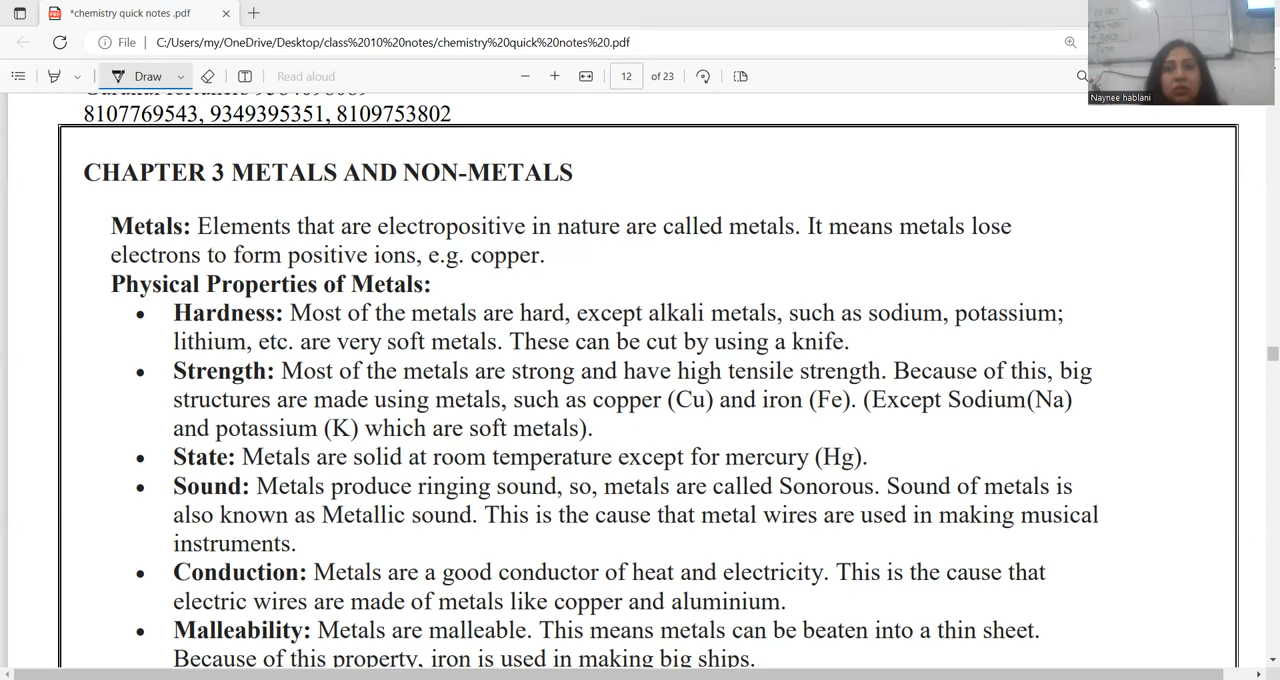 *chemistry quick notes .pdf
File C:/Users/my/OneDrive/Desktop/class%2010%20notes/chemistry%20quick%20notes%20.pdf
Draw Read aloud 12 of 23
Naynee hablani
8107769543, 9349395351, 8109753802
CHAPTER 3 METALS AND NON-METALS
Metals: Elements that are electropositive in nature are called metals. It means metals lose
electrons to form positive ions, e.g. copper.
Physical Properties of Metals:
• Hardness: Most of the metals are hard, except alkali metals, such as sodium, potassium;
lithium, etc. are very soft metals. These can be cut by using a knife.
• Strength: Most of the metals are strong and have high tensile strength. Because of this, big
structures are made using metals, such as copper (Cu) and iron (Fe). (Except Sodium(Na)
and potassium (K) which are soft metals).
• State: Metals are solid at room temperature except for mercury (Hg).
• Sound: Metals produce ringing sound, so, metals are called Sonorous. Sound of metals is
also known as Metallic sound. This is the cause that metal wires are used in making musical
instruments.
• Conduction: Metals are a good conductor of heat and electricity. This is the cause that
electric wires are made of metals like copper and aluminium.
• Malleability: Metals are malleable. This means metals can be beaten into a thin sheet.
Because of this property, iron is used in making big ships.